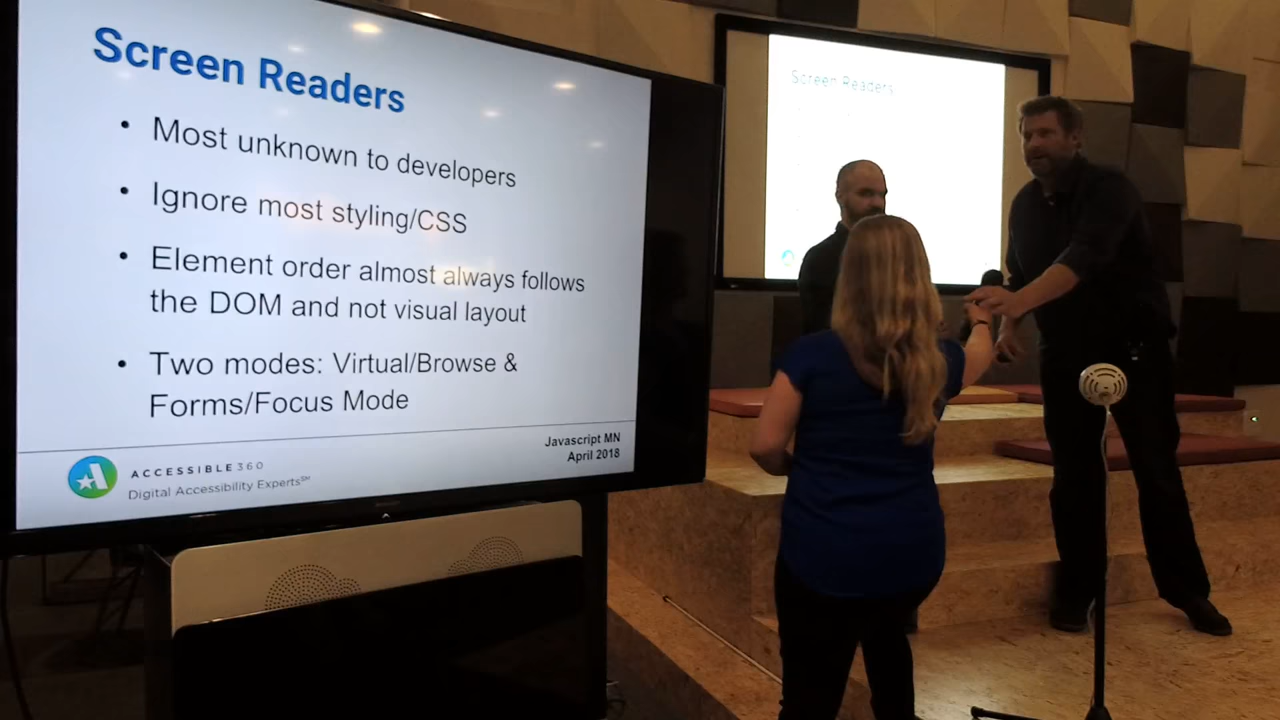 Screen Readers
• Most unknown to developers
• Ignore most styling/CSS
• Element order almost always follows
the DOM and not visual layout
• Two modes: Virtual/Browse &
Forms/Focus Mode
Javascript MN
April 2018
ACCESSIBLE360
Digital Accessibility Experts℠
Screen Readers